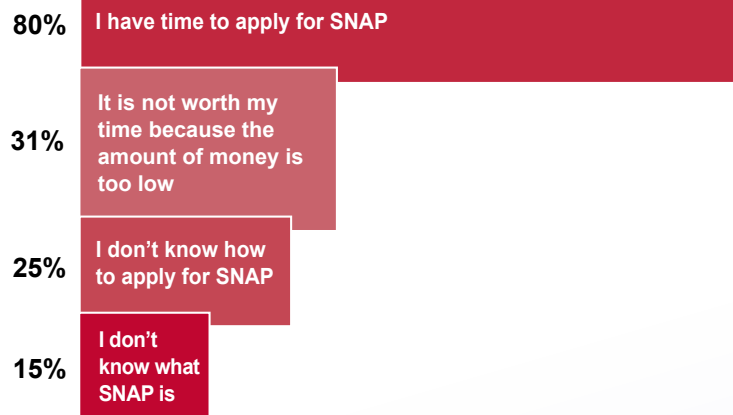 80%
I have time to apply for SNAP
31%
It is not worth my
time because the
amount of money is
too low
25%
I don’t know how
to apply for SNAP
15%
I don’t
know what
SNAP is